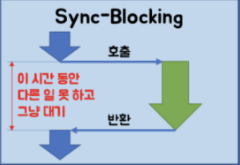 Sync-Blocking
호출
이 시간 동안
다른 일 못 하고
그냥 대기
반환